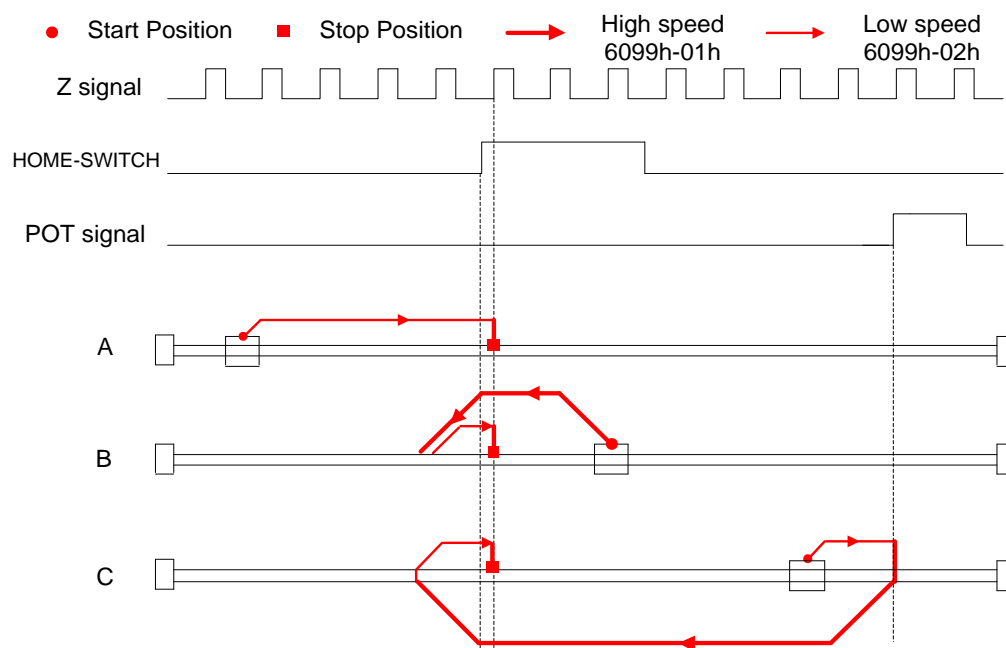 Start Position
Stop Position
High speed
6099h-01h
Low speed
6099h-02h
Z signal
HOME-SWITCH
POT signal
A
B
C